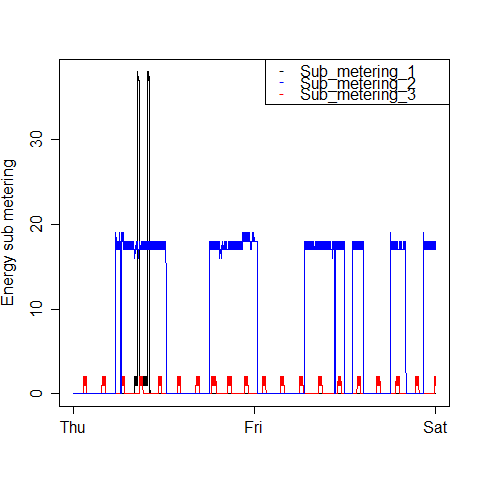 Sub_metering_1
Sub_metering_2
Sub_metering_3
Energy sub metering
30
20
10
0
Thu Fri Sat